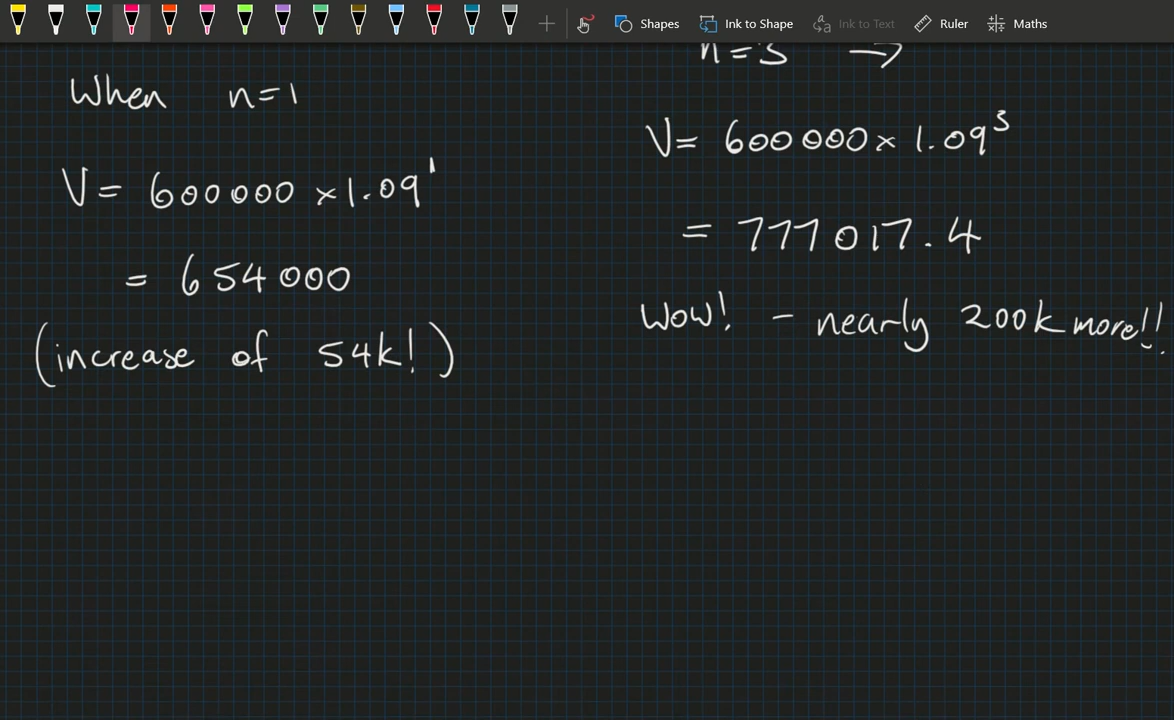 Shapes Ink to Shape Ink to Text Ruler Maths
When n=1
V= 600000 ×1.09¹
= 654000
(increase of 54k!)
n=3 →
V= 600000× 1.09³
= 777017.4
Wow! - nearly 200k more!!